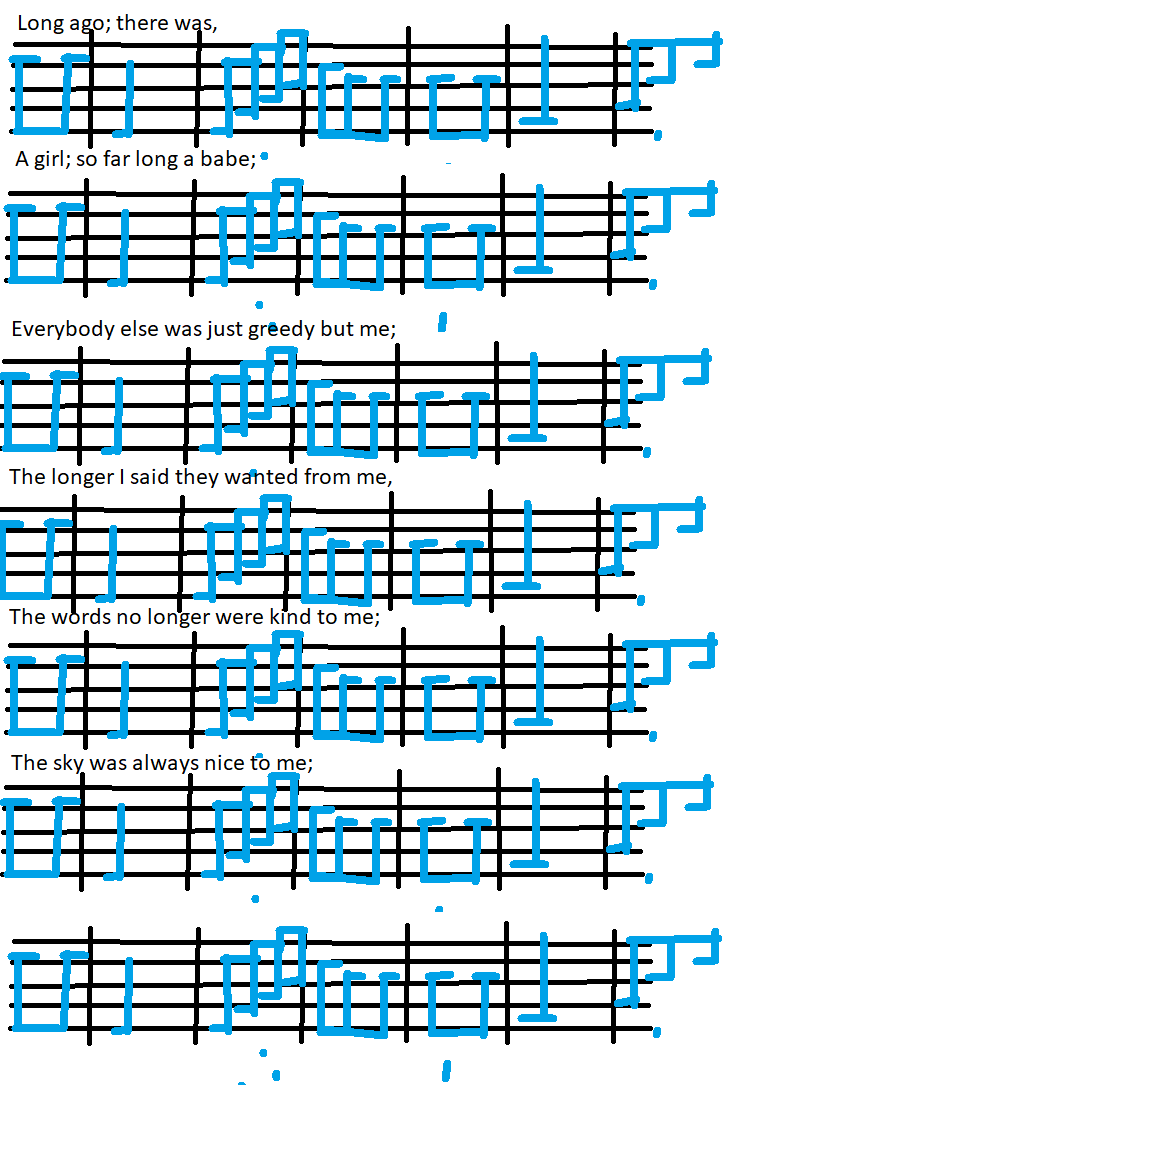 Long ago; there was,
A girl; so far long a babe;
Everybody else was just greedy but me;
The longer I said they wanted from me,
The words no longer were kind to me;
The sky was always nice to me;